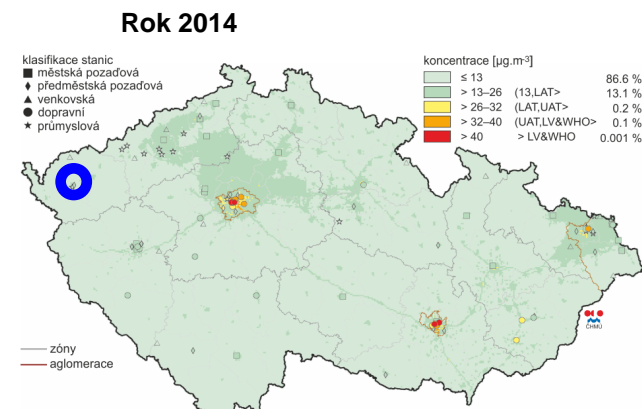 Rok 2014
klasifikace stanic
městská pozaďová
předměstská pozaďová
venkovská
dopravní
průmyslová
koncentrace [µg.m-3]
≤ 13 86.6 %
> 13–26 (13,LAT> 13.1 %
> 26–32 (LAT,UAT> 0.2 %
> 32–40 (UAT,LV&WHO> 0.1 %
> 40 > LV&WHO 0.001 %
ČHMÚ
zóny
aglomerace